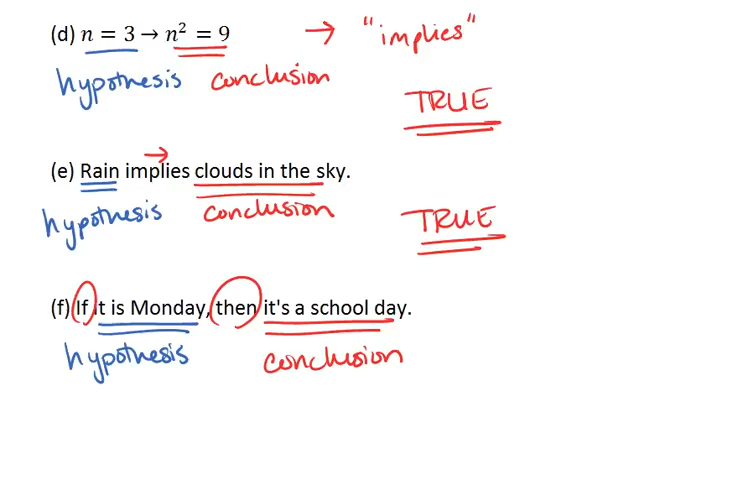 (d) n = 3 → n² = 9 → "implies"
hypothesis conclusion
TRUE
→
(e) Rain implies clouds in the sky.
hypothesis conclusion
TRUE
(f) If it is Monday, then it's a school day.
hypothesis conclusion